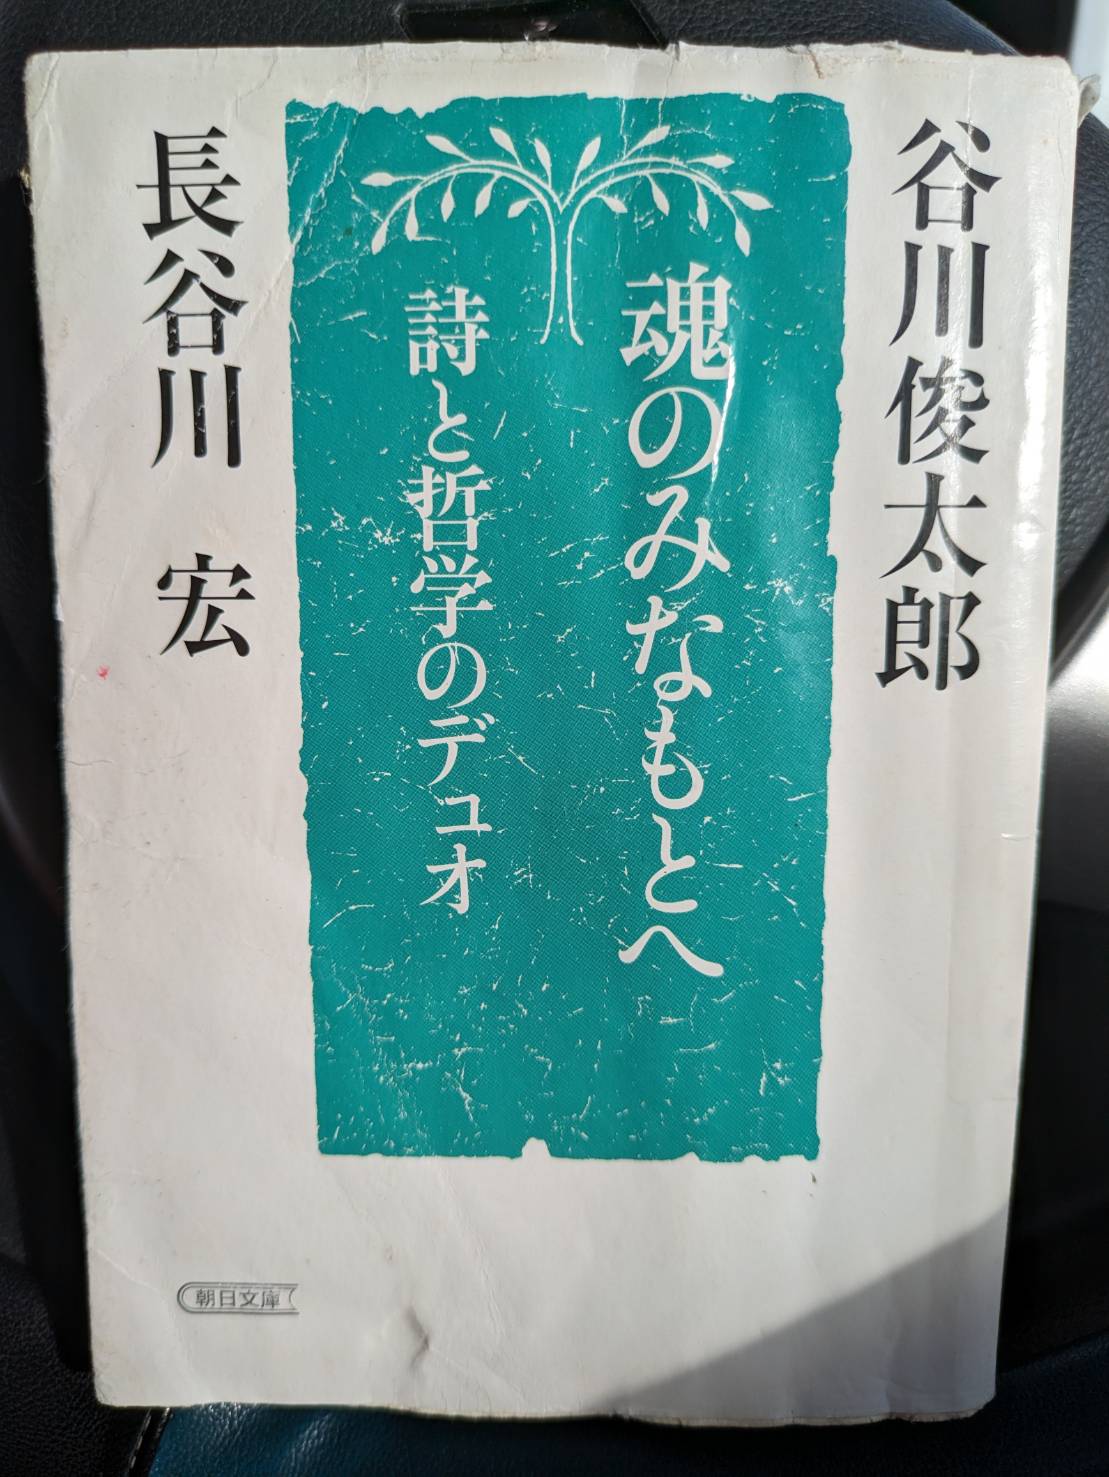 谷川俊太郎
魂のみなもとへ
詩と哲学のデュオ
長谷川 宏
朝日文庫